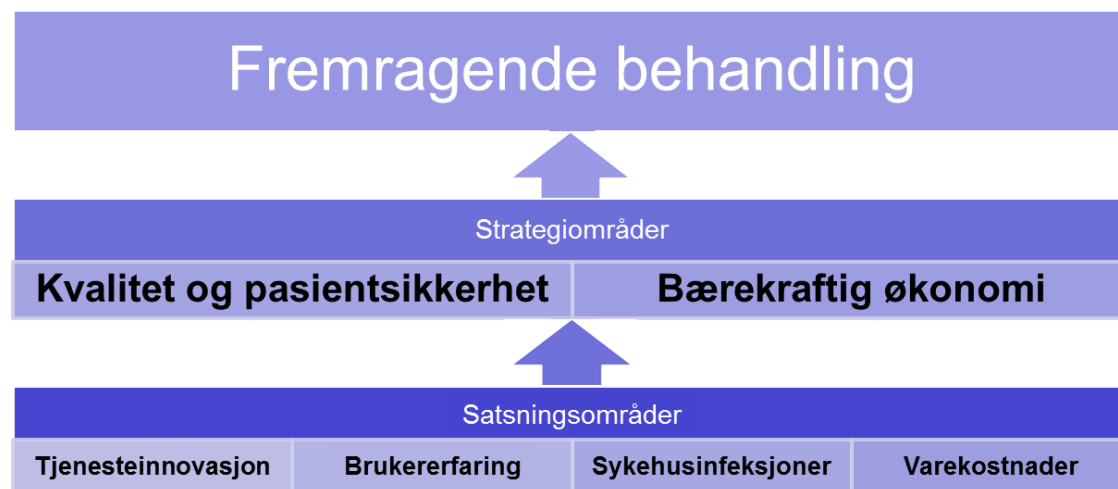 Fremragende behandling
Strategiområder
Kvalitet og pasientsikkerhet
Bærekraftig økonomi
Satsningsområder
Tjenesteinnovasjon
Brukererfaring
Sykehusinfeksjoner
Varekostnader